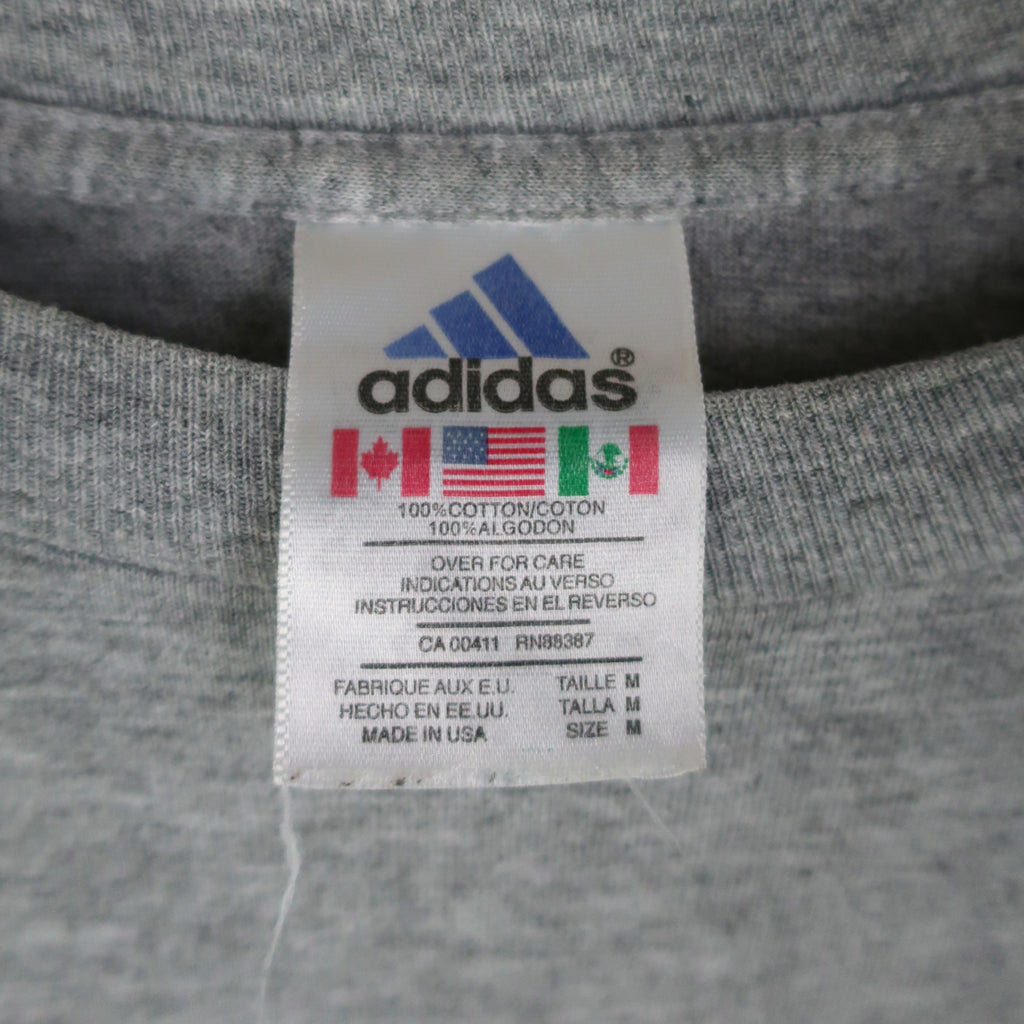 adidas®
100%COTTON/COTON
100%ALGODON
OVER FOR CARE
INDICATIONS AU VERSO
INSTRUCCIONES EN EL REVERSO
CA 00411 RN88387
FABRIQUE AUX E.U. TAILLE M
HECHO EN EE.UU. TALLA M
MADE IN USA SIZE M